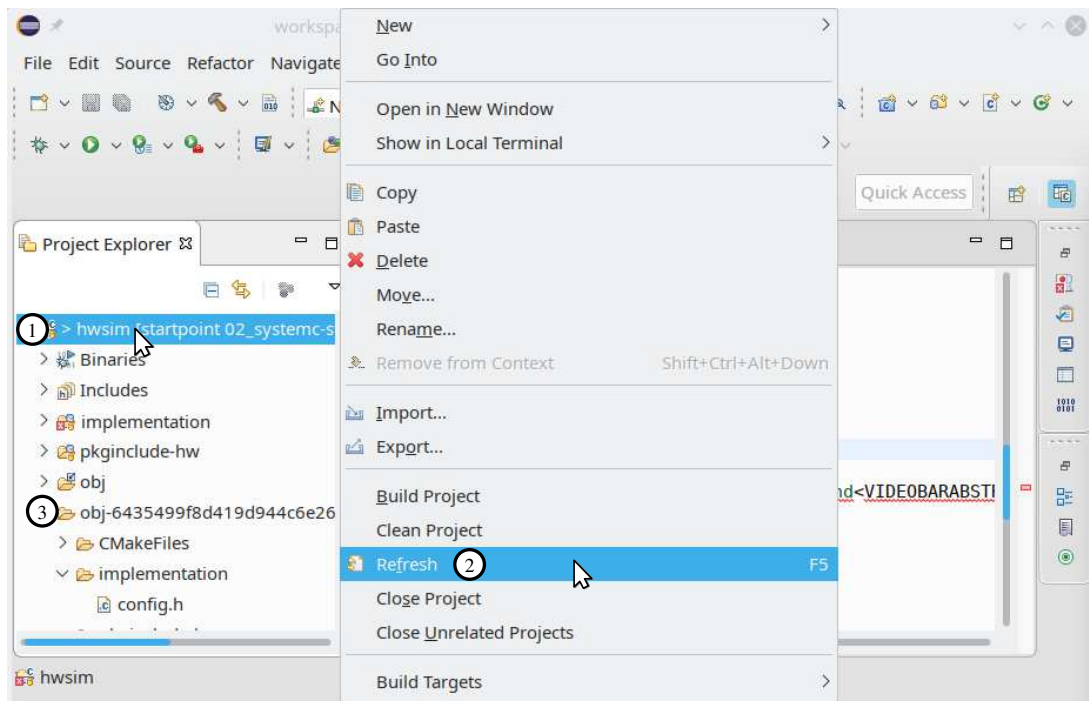 workspa
File Edit Source Refactor Navigate
010
N
Quick Access
Project Explorer
1 > hwsim [startpoint 02_systemc-s
Binaries
Includes
implementation
pkginclude-hw
obj
3 obj-6435499f8d419d944c6e26
CMakeFiles
implementation
config.h
hwsim
New
Go Into
Open in New Window
Show in Local Terminal
Copy
Paste
Delete
Move...
Rename...
Remove from Context Shift+Ctrl+Alt+Down
Import...
Export...
Build Project
Clean Project
Refresh 2 F5
Close Project
Close Unrelated Projects
Build Targets
nd<VIDEOBARABSTI
1010
0101